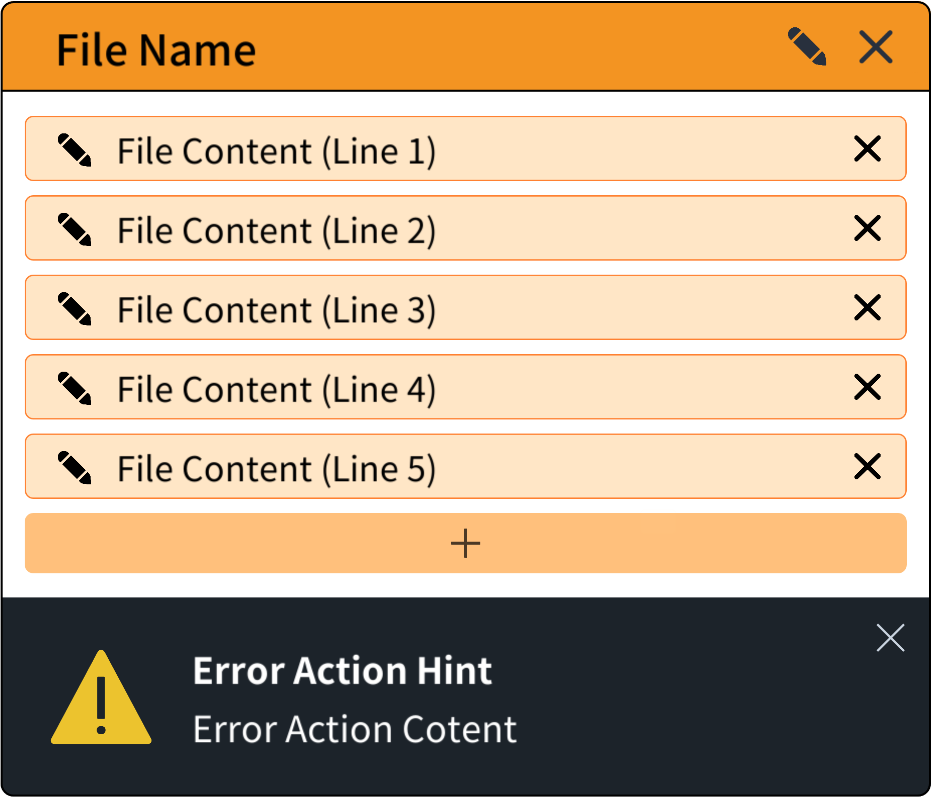 File Name
File Content (Line 1)
File Content (Line 2)
File Content (Line 3)
File Content (Line 4)
File Content (Line 5)
Error Action Hint
Error Action Cotent